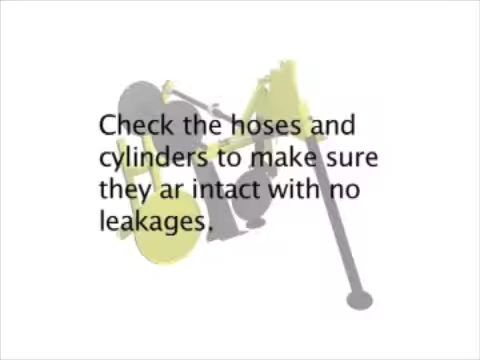 Check the hoses and
cylinders to make sure
they ar intact with no
leakages.